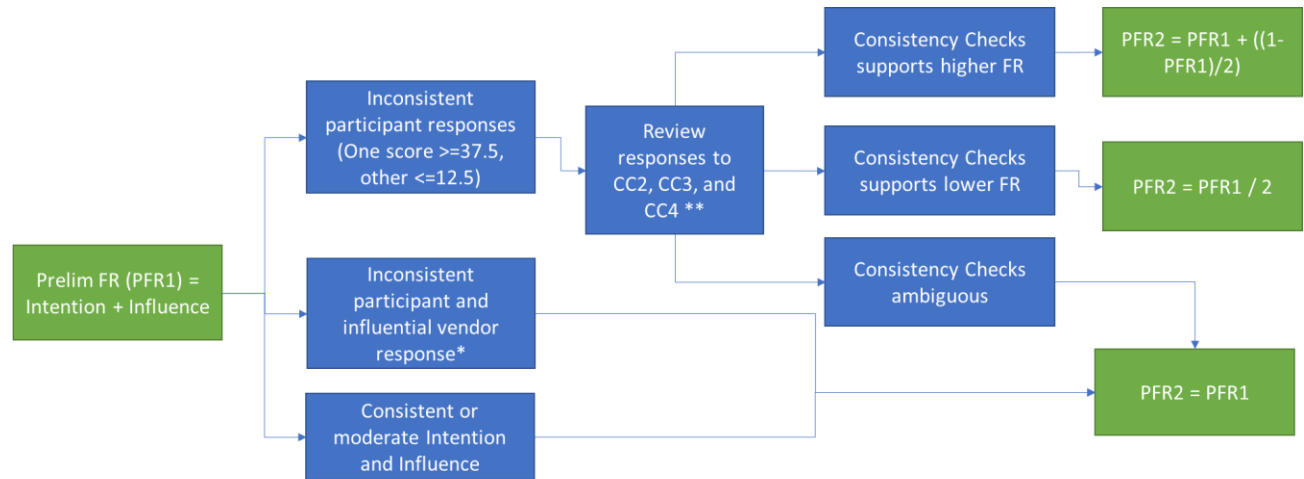 Prelim FR (PFR1) =
Intention + Influence
Inconsistent
participant responses
(One score >=37.5,
other <=12.5)
Inconsistent
participant and
influential vendor
response*
Consistent or
moderate Intention
and Influence
Review
responses to
CC2, CC3, and
CC4 **
Consistency Checks
supports higher FR
Consistency Checks
supports lower FR
Consistency Checks
ambiguous
PFR2 = PFR1 + ((1-
PFR1)/2)
PFR2 = PFR1 / 2
PFR2 = PFR1